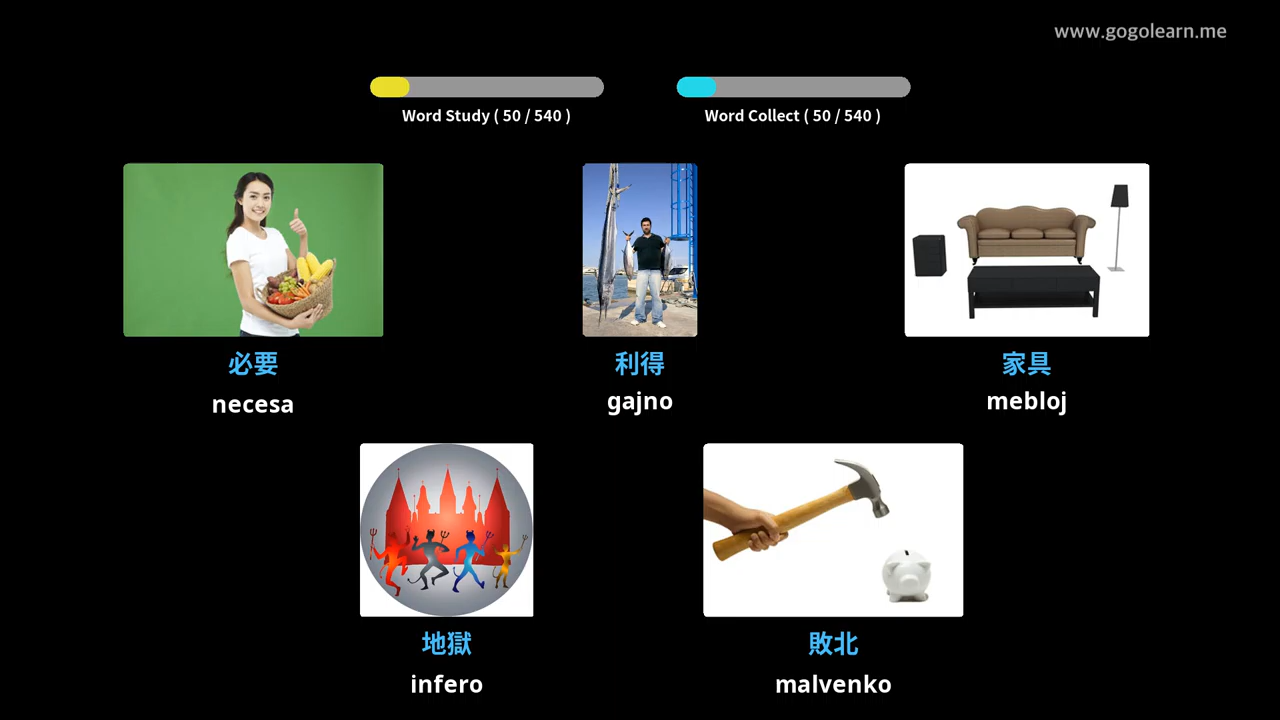 www.gogolearn.me
Word Study ( 50 / 540 )
Word Collect ( 50 / 540 )
必要
necesa
利得
gajno
家具
mebloj
地獄
infero
敗北
malvenko